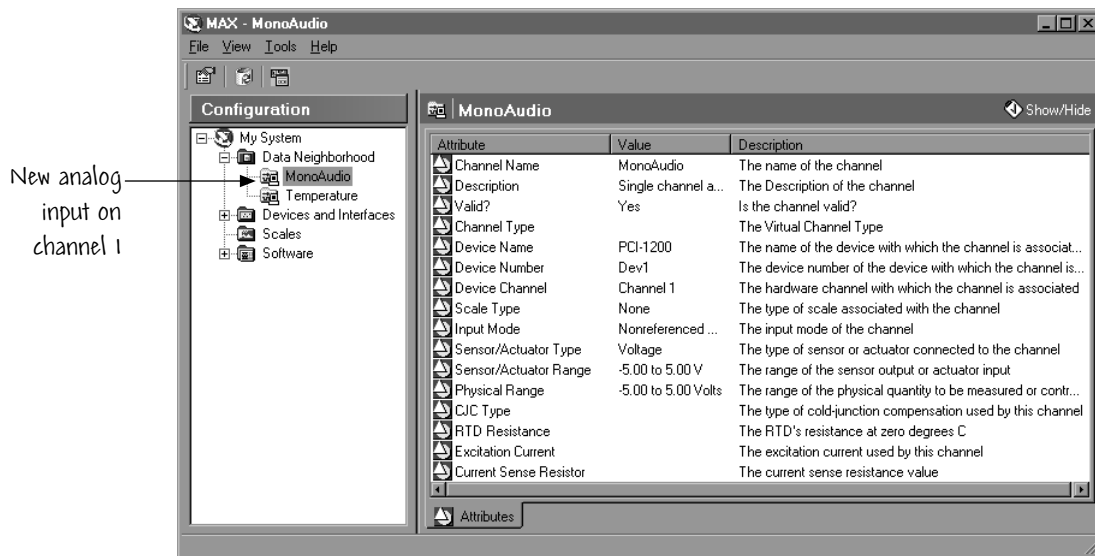 MAX - MonoAudio
File View Tools Help
Configuration
My System
Data Neighborhood
MonoAudio
Temperature
Devices and Interfaces
Scales
Software
New analog
input on
channel 1
MonoAudio
Show/Hide
Attribute Value Description
Channel Name MonoAudio The name of the channel
Description Single channel a... The Description of the channel
Valid? Yes Is the channel valid?
Channel Type The Virtual Channel Type
Device Name PCI-1200 The name of the device with which the channel is associat...
Device Number Dev1 The device number of the device with which the channel is...
Device Channel Channel 1 The hardware channel with which the channel is associated
Scale Type None The type of scale associated with the channel
Input Mode Nonreferenced ... The input mode of the channel
Sensor/Actuator Type Voltage The type of sensor or actuator connected to the channel
Sensor/Actuator Range -5.00 to 5.00 V The range of the sensor output or actuator input
Physical Range -5.00 to 5.00 Volts The range of the physical quantity to be measured or contr...
CJC Type The type of cold-junction compensation used by this channel
RTD Resistance The RTD's resistance at zero degrees C
Excitation Current The excitation current used by this channel
Current Sense Resistor The current sense resistance value
Attributes